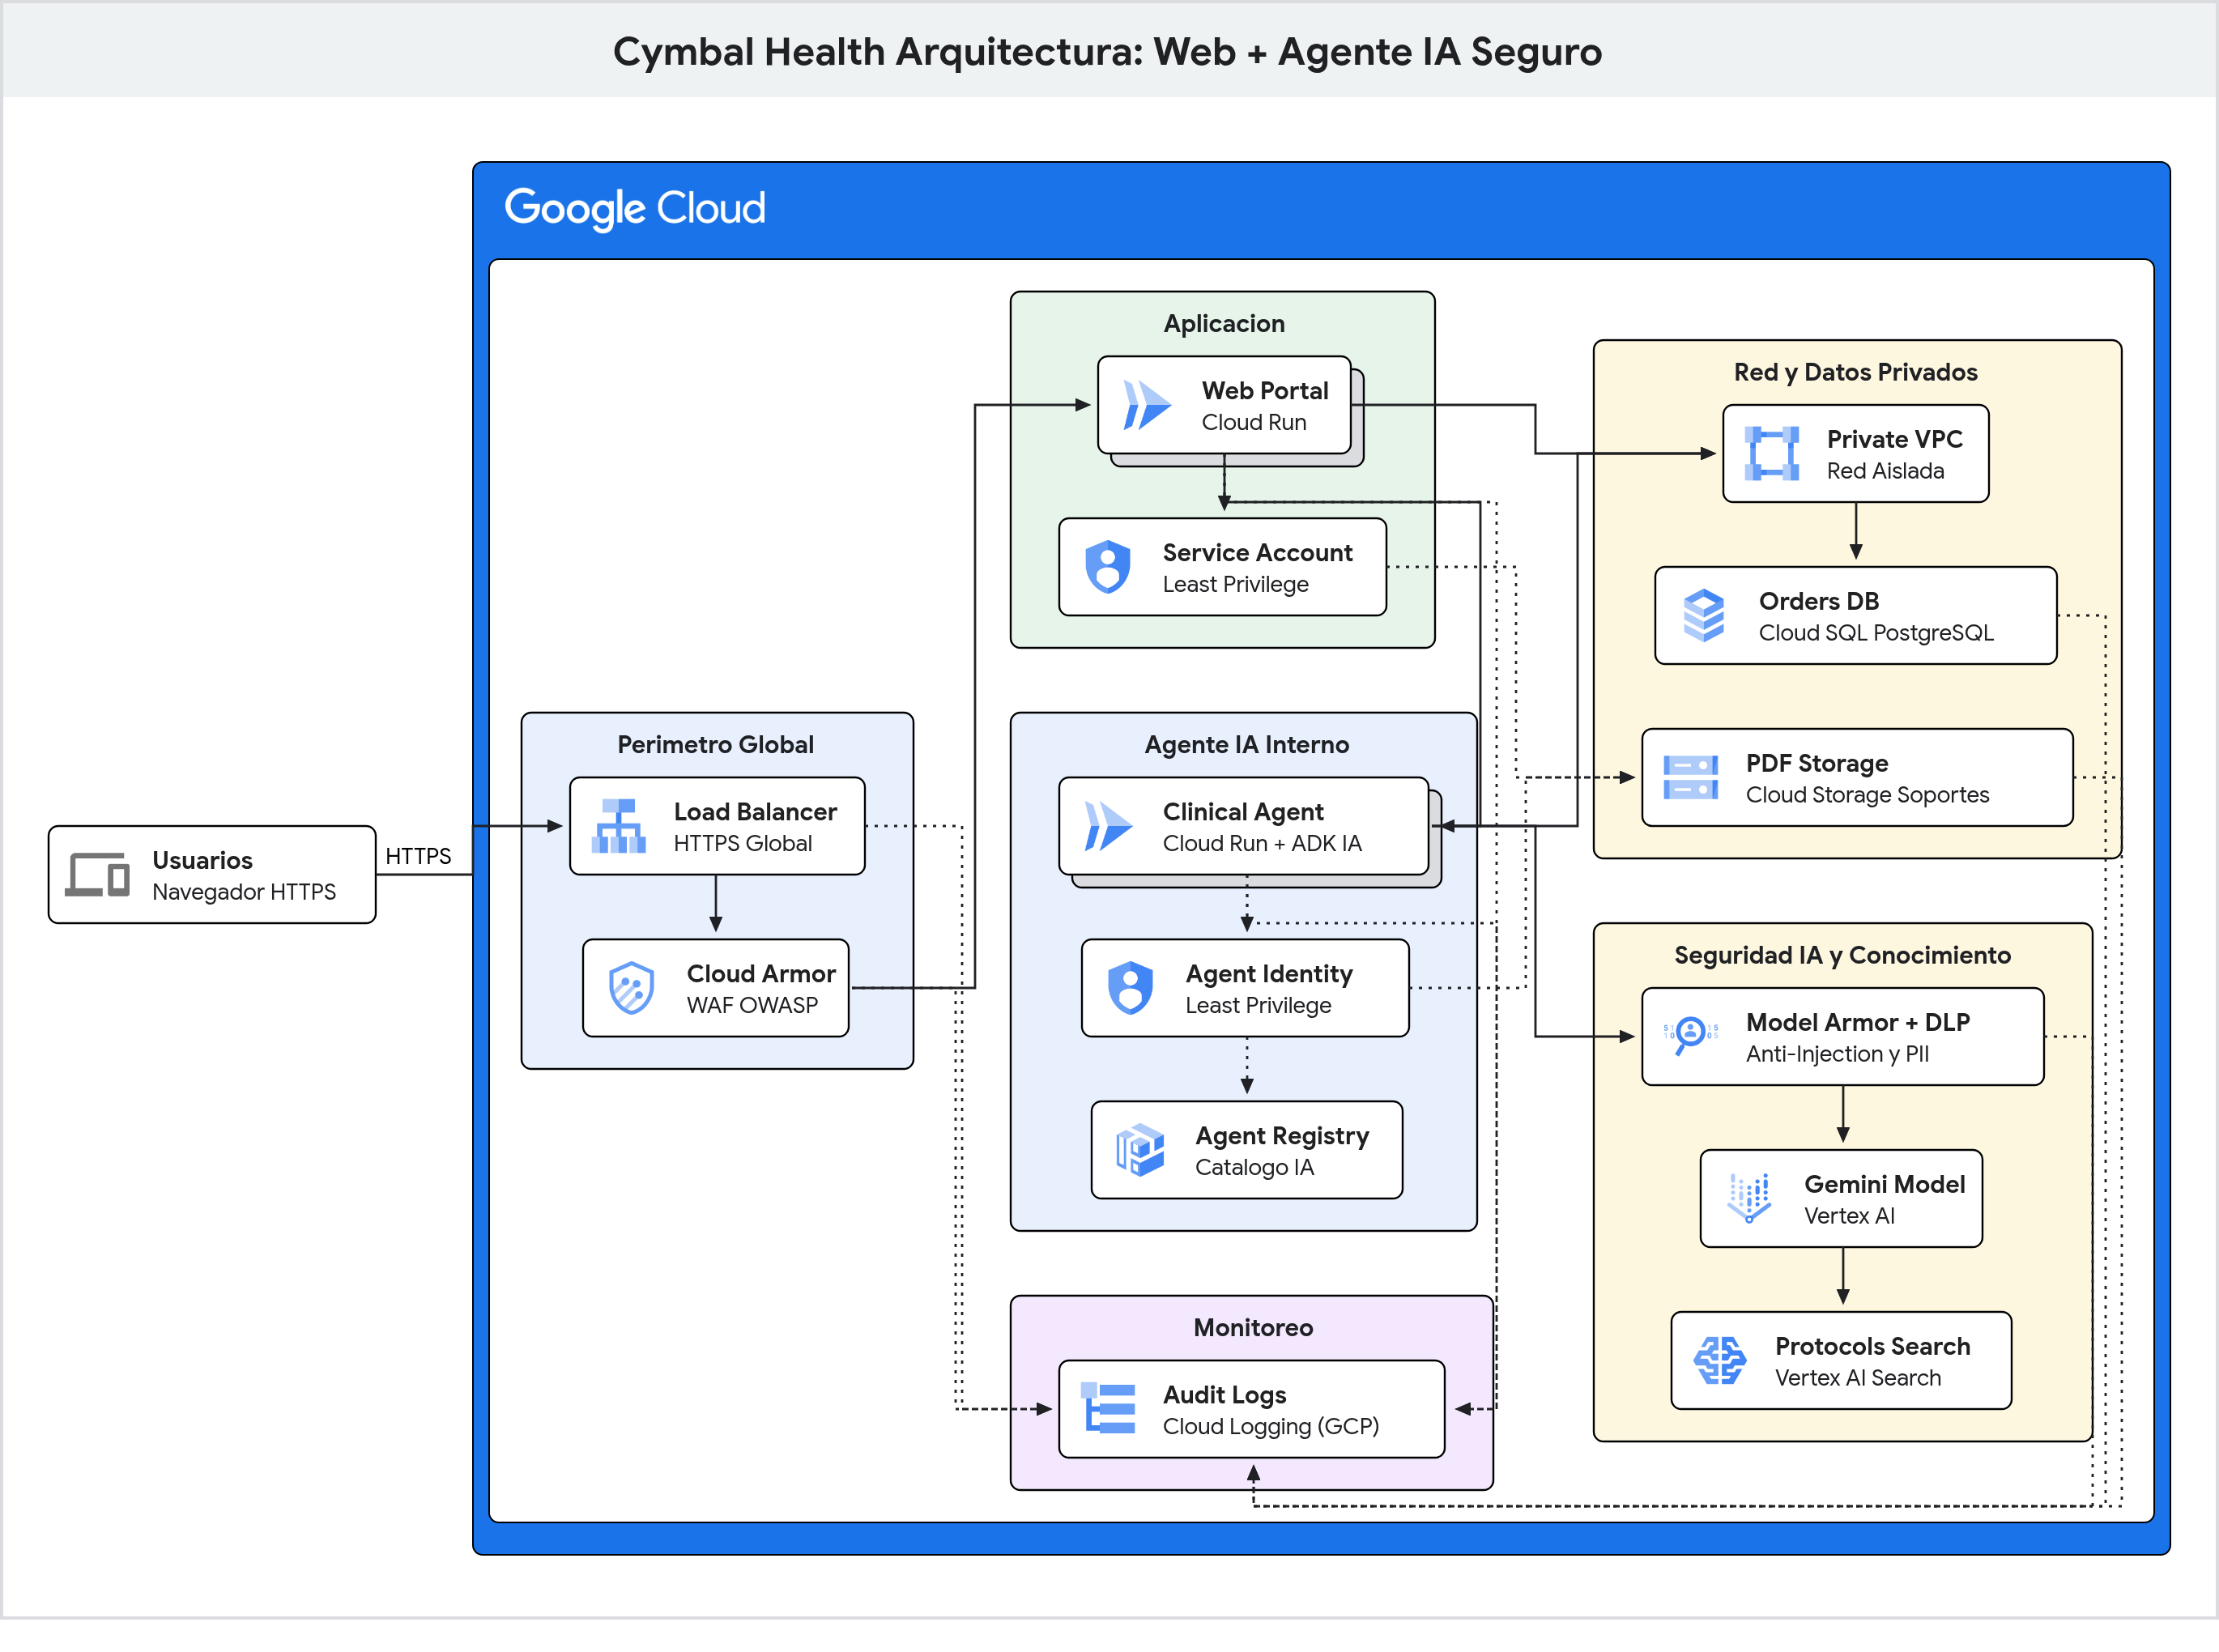 Cymbal Health Arquitectura: Web + Agente IA Seguro
Google Cloud
Usuarios
Navegador HTTPS
HTTPS
Perimetro Global
Load Balancer
HTTPS Global
Cloud Armor
WAF OWASP
Aplicacion
Web Portal
Cloud Run
Service Account
Least Privilege
Agente IA Interno
Clinical Agent
Cloud Run + ADK IA
Agent Identity
Least Privilege
Agent Registry
Catalogo IA
Monitoreo
Audit Logs
Cloud Logging (GCP)
Red y Datos Privados
Private VPC
Red Aislada
Orders DB
Cloud SQL PostgreSQL
PDF Storage
Cloud Storage Soportes
Seguridad IA y Conocimiento
Model Armor + DLP
Anti-Injection y PII
Gemini Model
Vertex AI
Protocols Search
Vertex AI Search